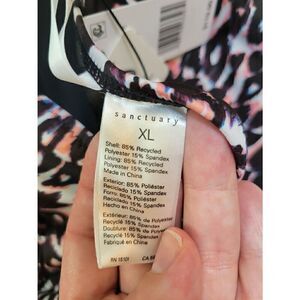 sanctuary
XL
Shell: 85% Recycled
Polyester 15% Spandex
Lining: 85% Recycled
Polyester 15% Spandex
Made in China
Exterior: 85% Poliéster
Reciclado 15% Spandex
Forro: 85% Poliéster
Reciclado 15% Spandex
Hecho en China
Extérieur: 85% de Polyester
Recyclé 15% Spandex
Doublure: 85% de Polyester
Recyclé 15% Spandex
Fabriqué en China